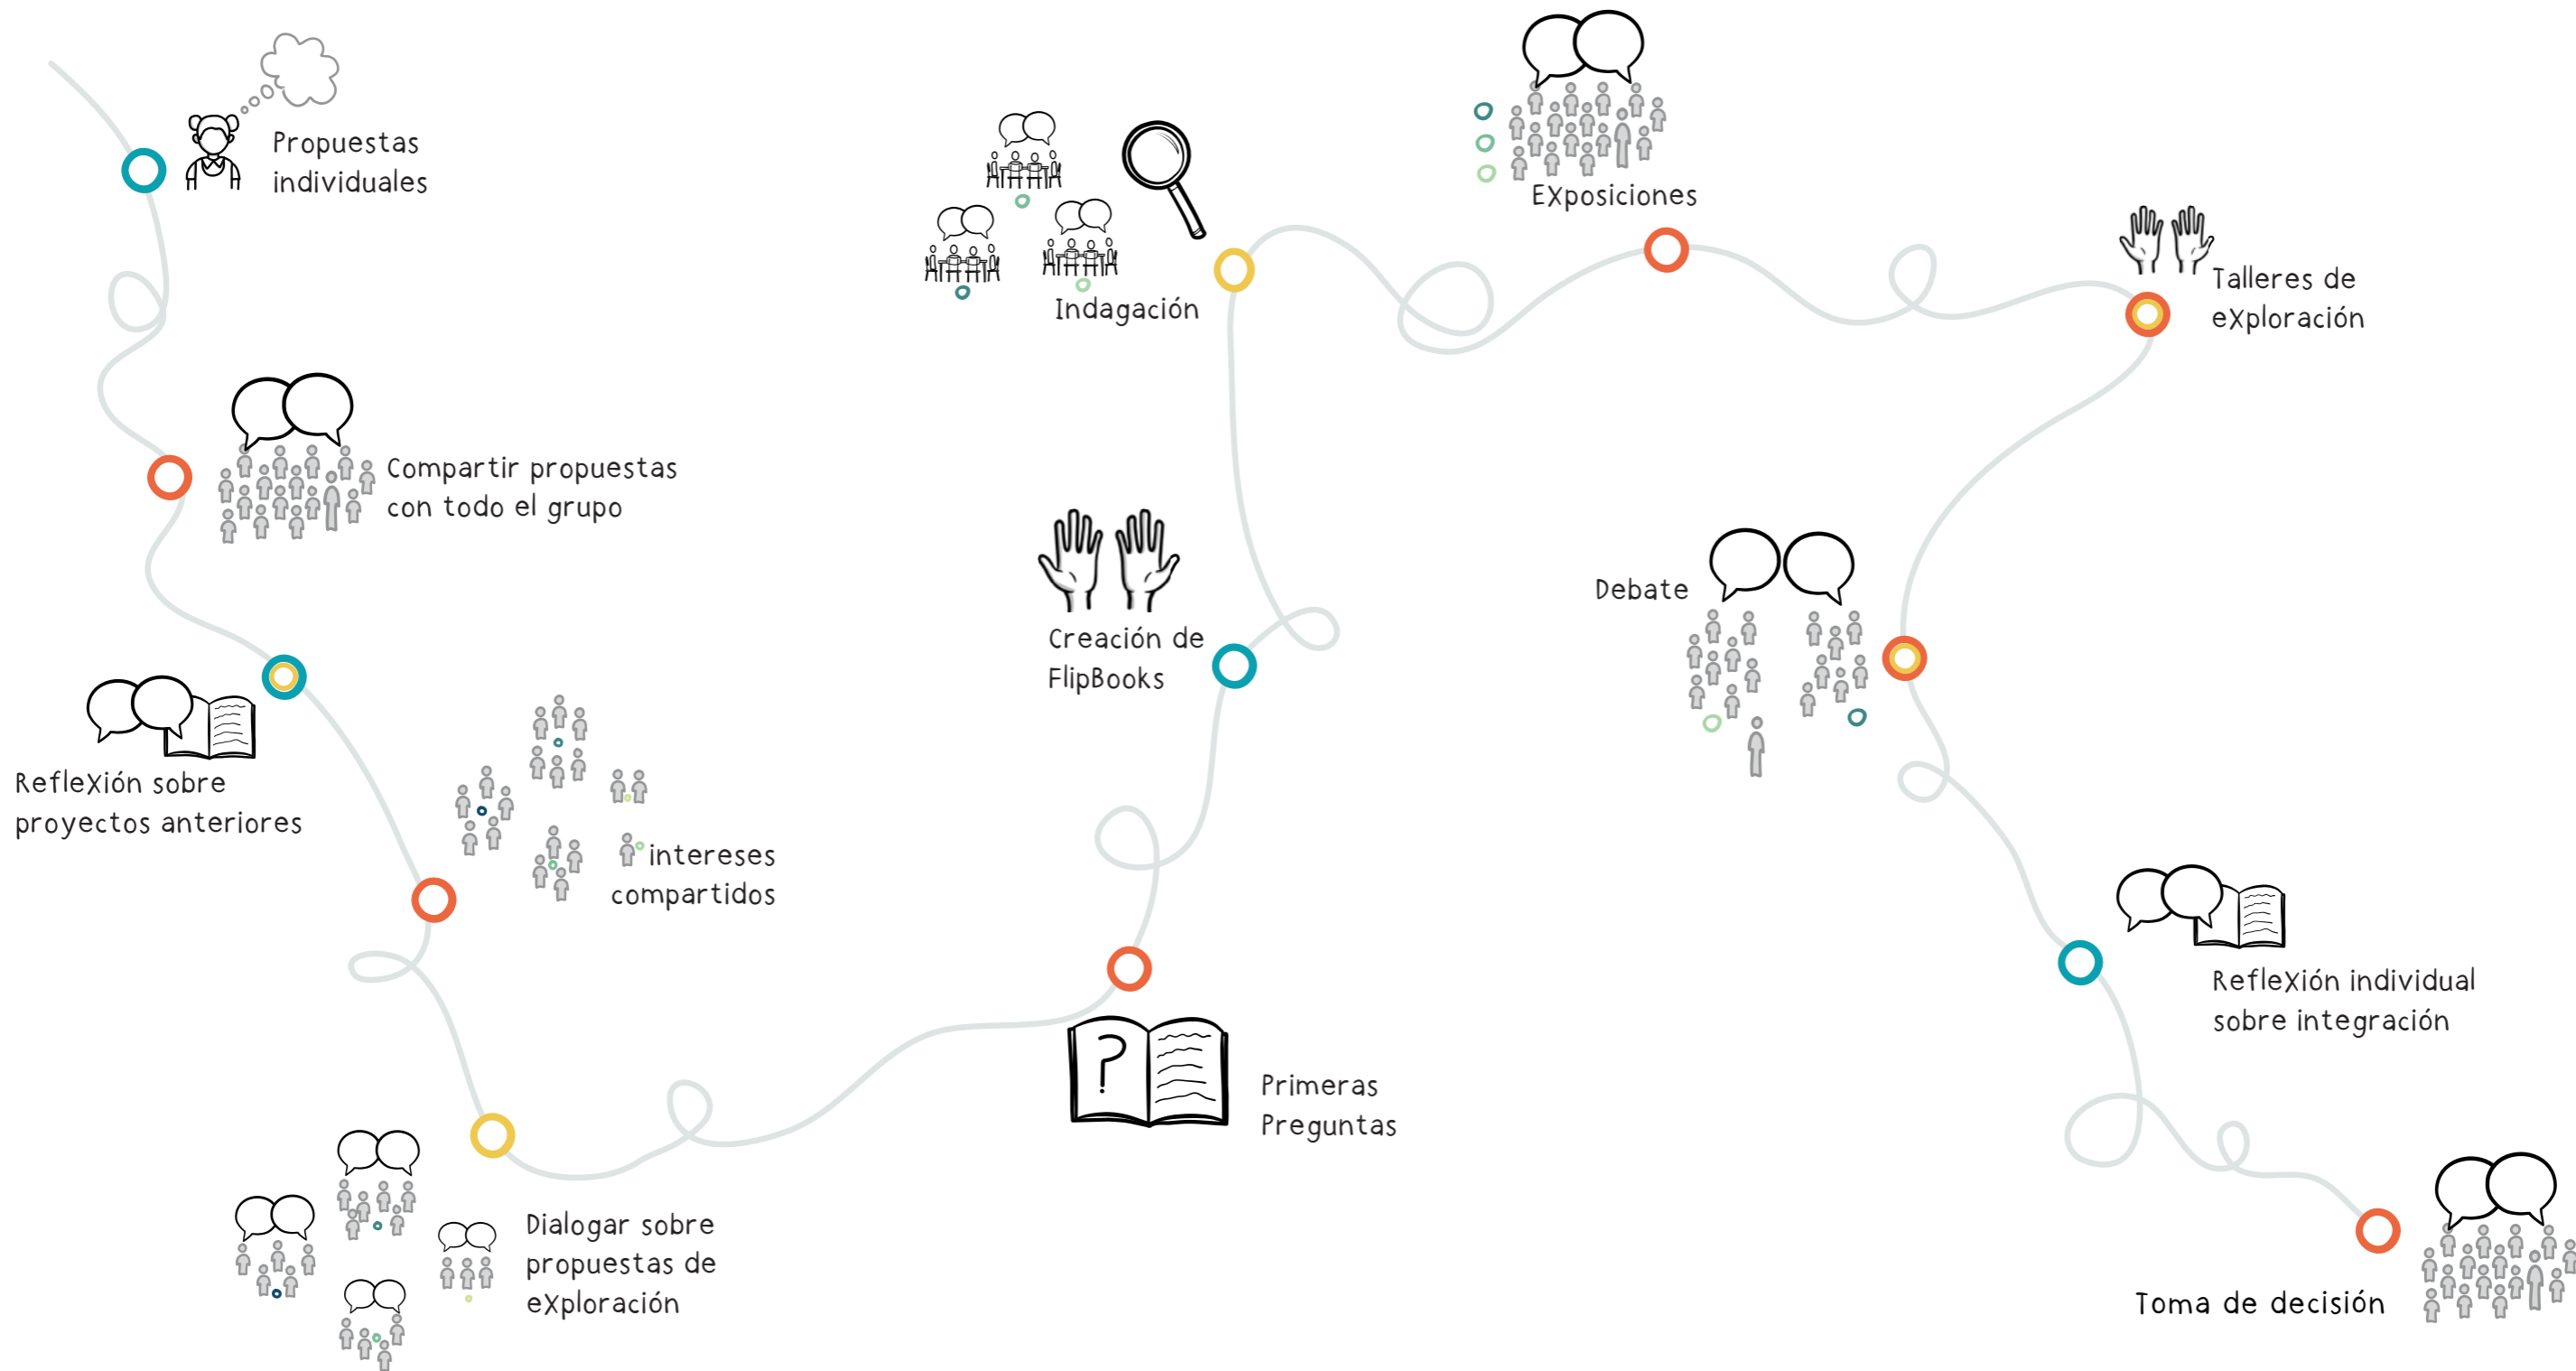 Propuestas
individuales
Compartir propuestas
con todo el grupo
RefleXión sobre
proyectos anteriores
intereses
compartidos
Dialogar sobre
propuestas de
eXploración
?
Primeras
Preguntas
Creación de
FlipBooks
Indagación
EXposiciones
Talleres de
eXploración
Debate
RefleXión individual
sobre integración
Toma de decisión